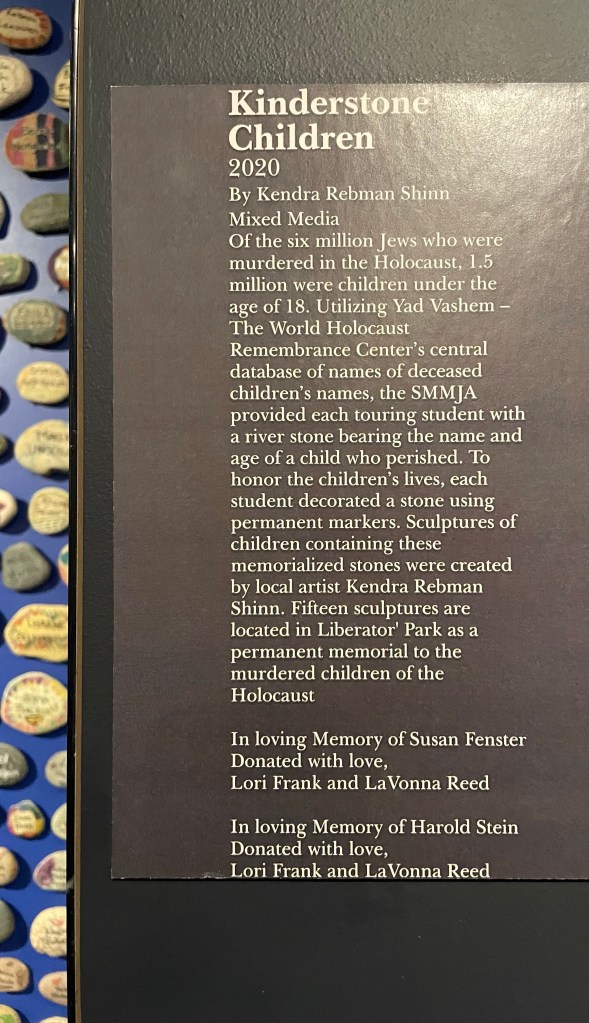 Kinderstone
Children
2020
By Kendra Rebman Shinn
Mixed Media
Of the six million Jews who were
murdered in the Holocaust, 1.5
million were children under the
age of 18. Utilizing Yad Vashem –
The World Holocaust
Remembrance Center's central
database of names of deceased
children's names, the SMMJA
provided each touring student with
a river stone bearing the name and
age of a child who perished. To
honor the children's lives, each
student decorated a stone using
permanent markers. Sculptures of
children containing these
memorialized stones were created
by local artist Kendra Rebman
Shinn. Fifteen sculptures are
located in Liberator' Park as a
permanent memorial to the
murdered children of the
Holocaust
In loving Memory of Susan Fenster
Donated with love,
Lori Frank and LaVonna Reed
In loving Memory of Harold Stein
Donated with love,
Lori Frank and LaVonna Reed